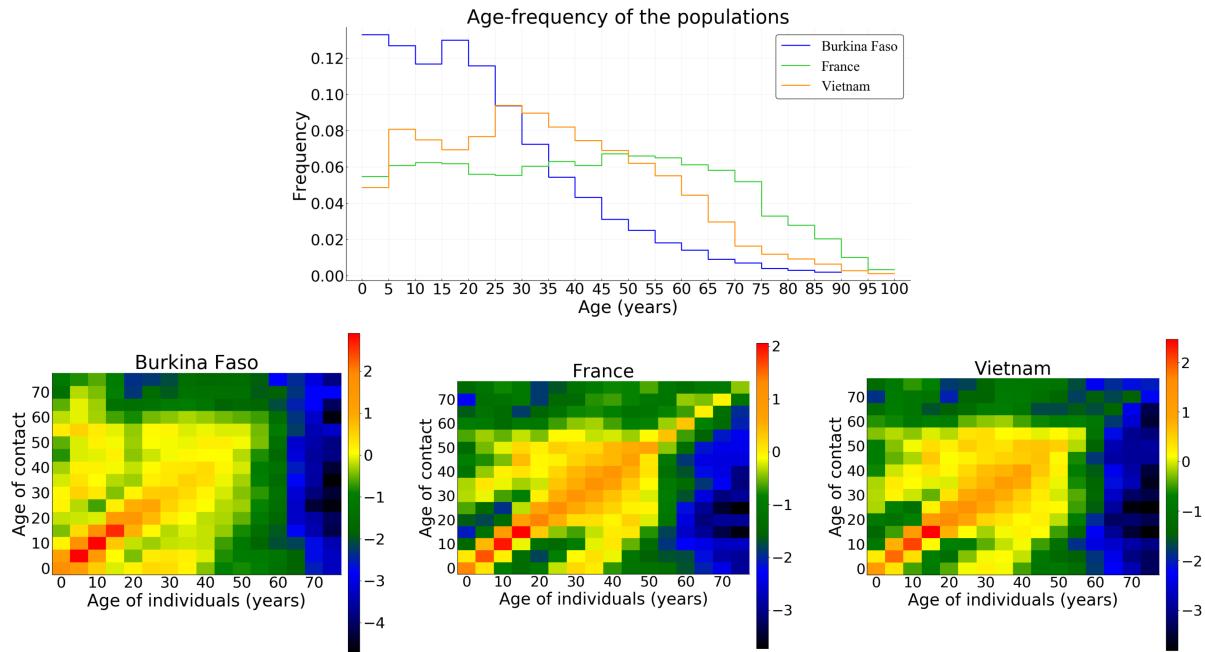 Age-frequency of the populations
Frequency
0.12
0.10
0.08
0.06
0.04
0.02
0.00
Burkina Faso
France
Vietnam
0 5 10 15 20 25 30 35 40 45 50 55 60 65 70 75 80 85 90 95 100
Age (years)
Burkina Faso
Age of contact
70
60
50
40
30
20
10
0
0 10 20 30 40 50 60 70
Age of individuals (years)
2
1
0
−1
−2
−3
−4
France
Age of contact
70
60
50
40
30
20
10
0
0 10 20 30 40 50 60 70
Age of individuals (years)
2
1
0
−1
−2
−3
Vietnam
Age of contact
70
60
50
40
30
20
10
0
0 10 20 30 40 50 60 70
Age of individuals (years)
2
1
0
−1
−2
−3